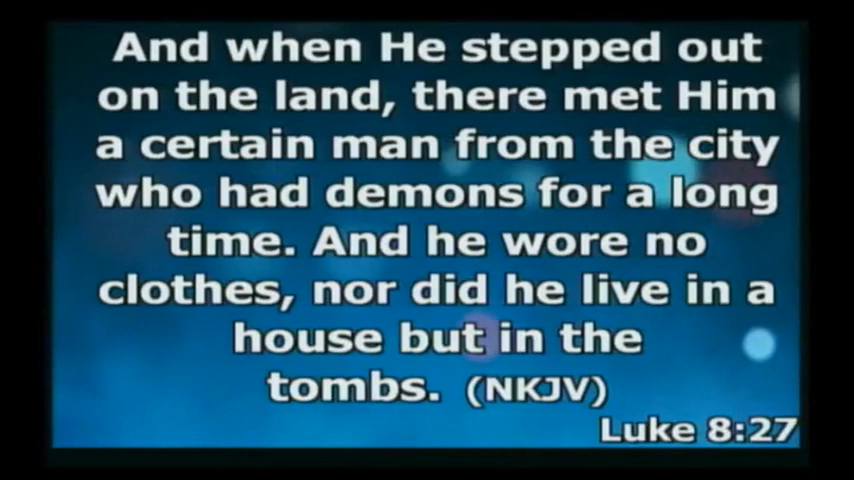 And when He stepped out
on the land, there met Him
a certain man from the city
who had demons for a long
time. And he wore no
clothes, nor did he live in a
house but in the
tombs. (NKJV)
Luke 8:27